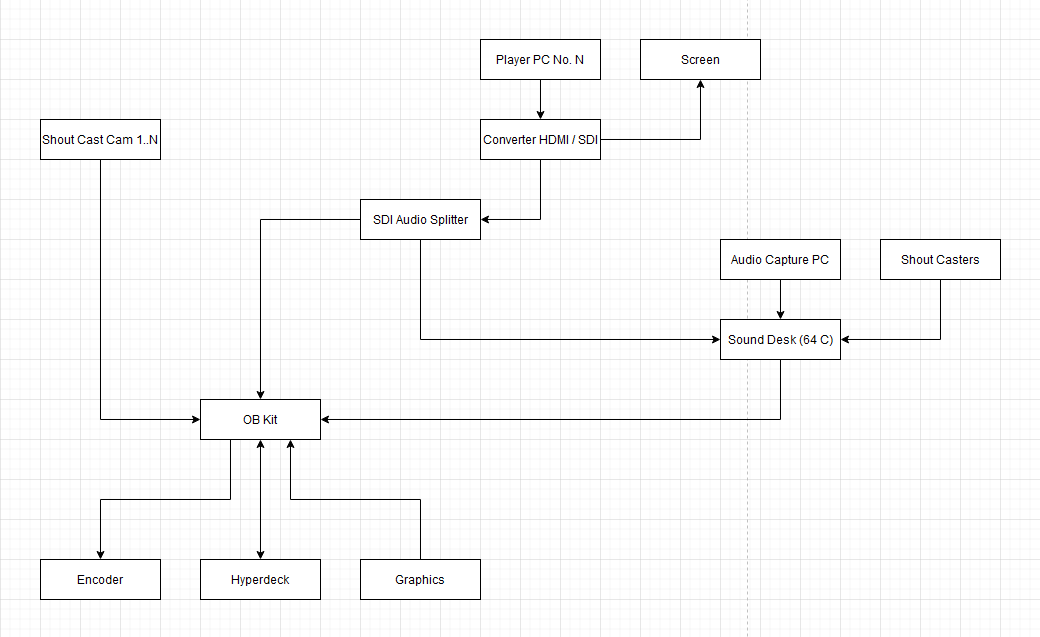 Player PC No. N
Screen
Shout Cast Cam 1..N
Converter HDMI / SDI
SDI Audio Splitter
Audio Capture PC
Shout Casters
Sound Desk (64 C)
OB Kit
Encoder
Hyperdeck
Graphics